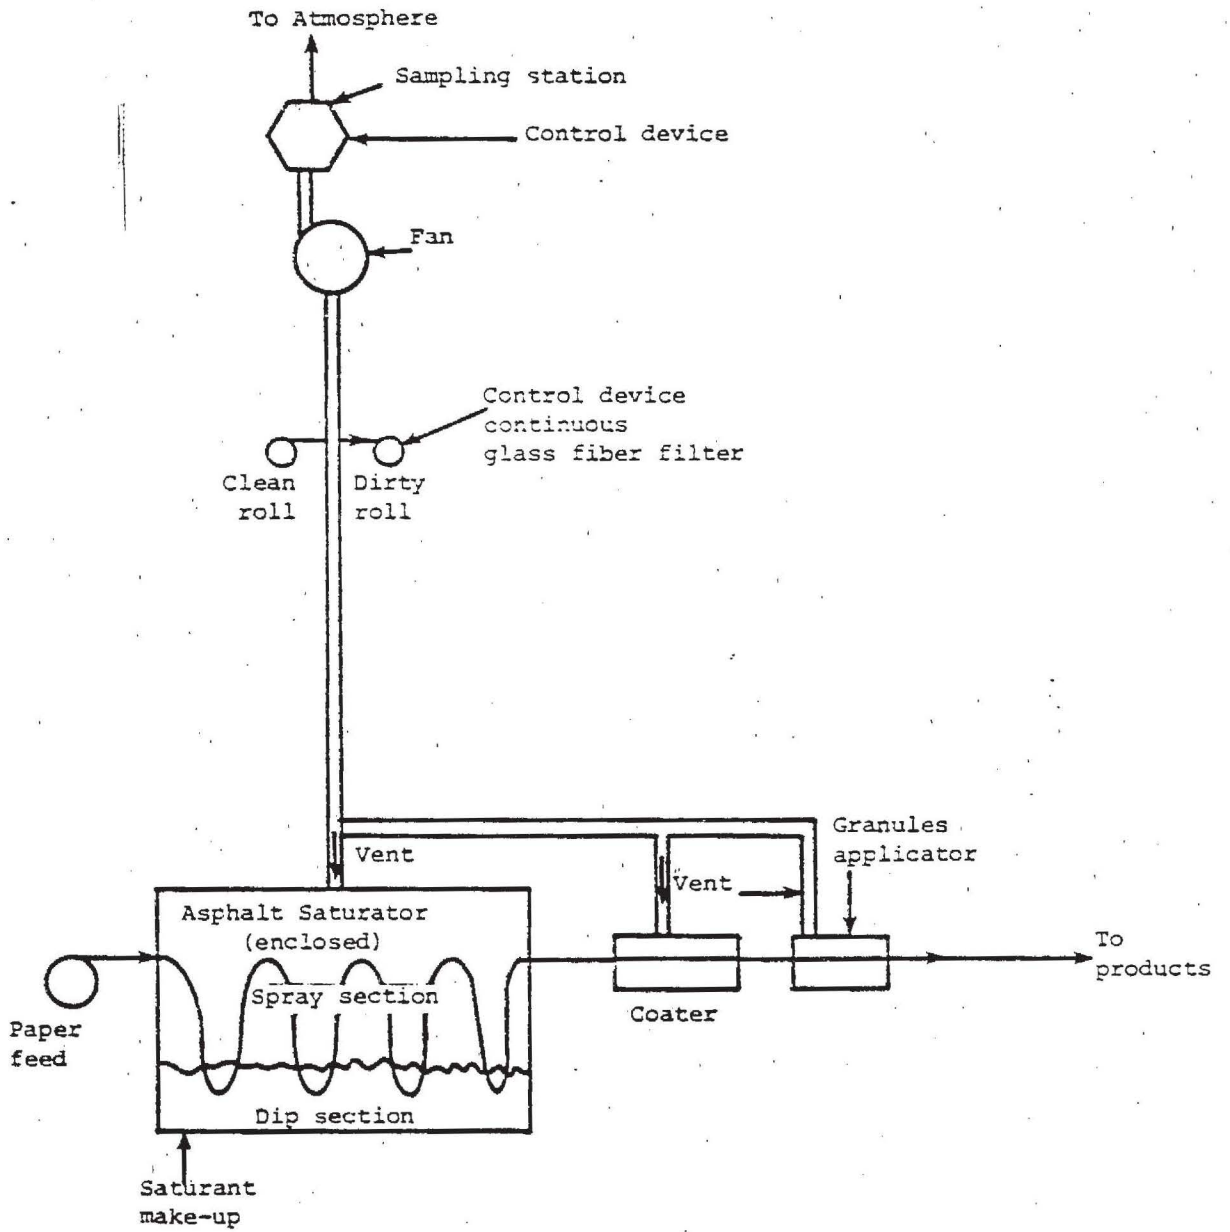 To Atmosphere
Sampling station
Control device
Fan
Control device
continuous
glass fiber filter
Clean
roll
Dirty
roll
Vent
Granules
applicator
Vent
Asphalt Saturator
(enclosed)
To
products
Spray section
Coater
Paper
feed
Dip section
Saturant
make-up